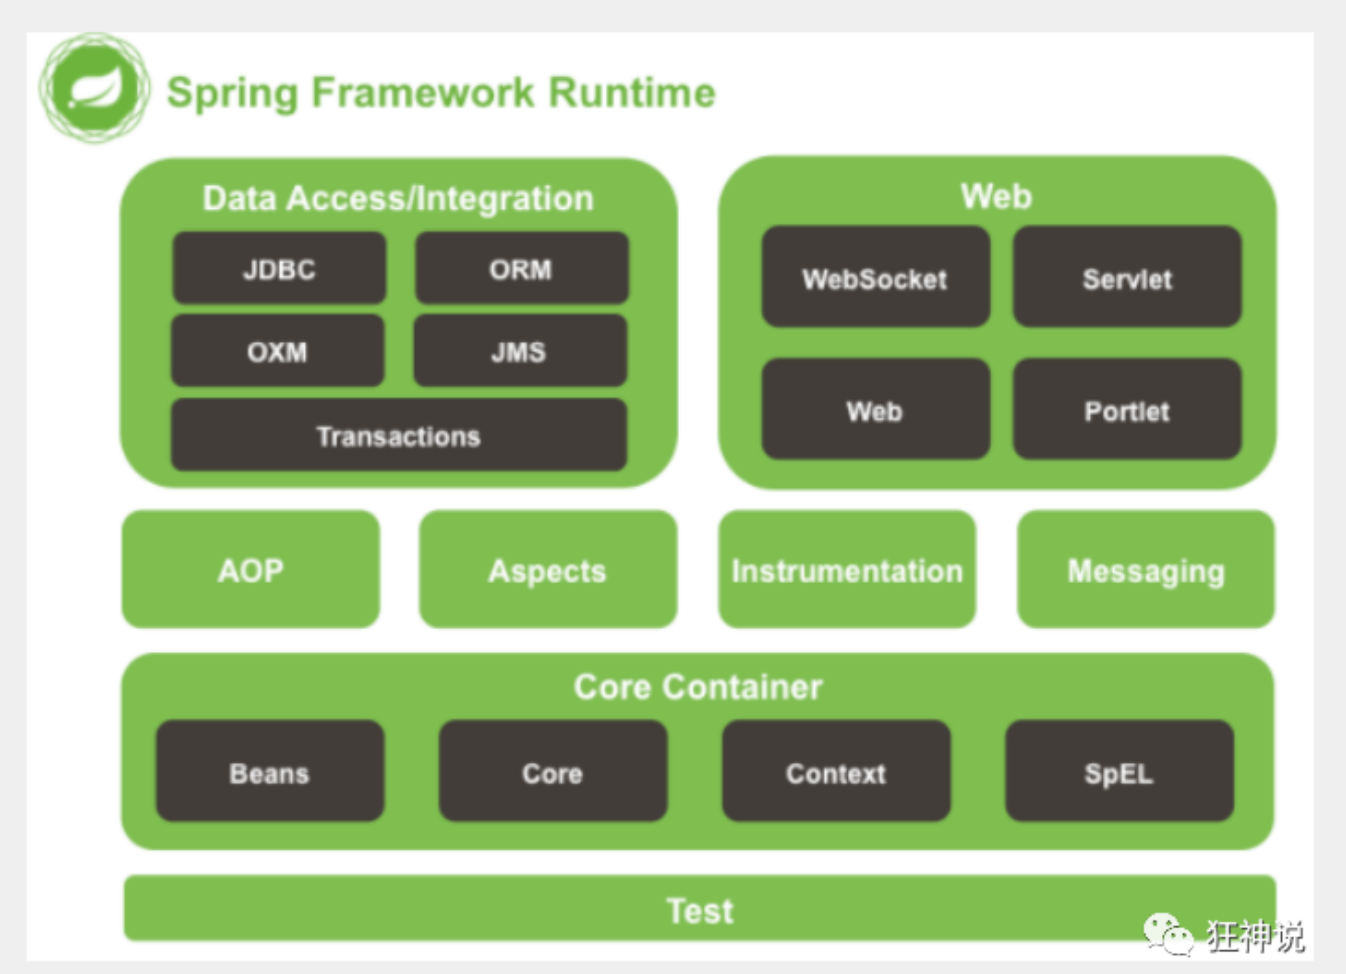 Spring Framework Runtime
Data Access/Integration
JDBC
ORM
OXM
JMS
Transactions
Web
WebSocket
Servlet
Web
Portlet
AOP
Aspects
Instrumentation
Messaging
Core Container
Beans
Core
Context
SpEL
Test
狂神说